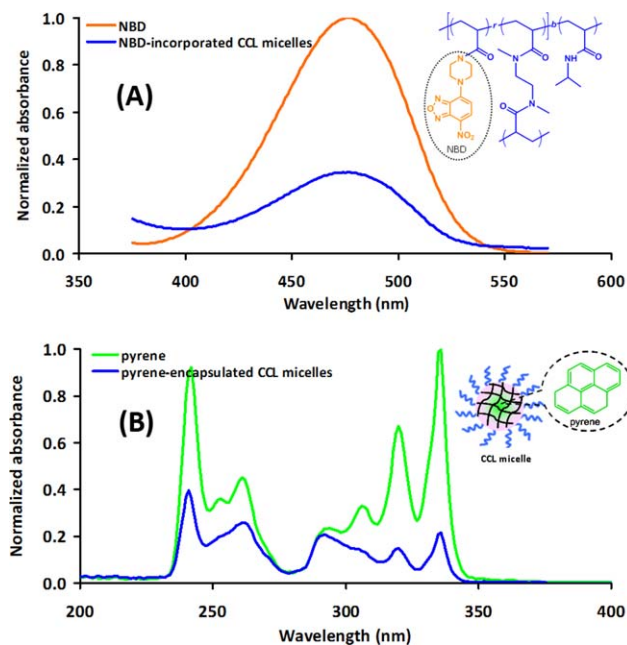 NBD
NBD-incorporated CCL micelles
(A)
Normalized absorbance
1.0
0.8
0.6
0.4
0.2
0.0
350
400
450
500
550
600
Wavelength (nm)
r
b
O
O
O
N
N
HN
N
N
O
N
N
NO₂
NBD
N
O
pyrene
pyrene-encapsulated CCL micelles
(B)
Normalized absorbance
1.0
0.8
0.6
0.4
0.2
0.0
200
250
300
350
400
Wavelength (nm)
CCL micelle
pyrene